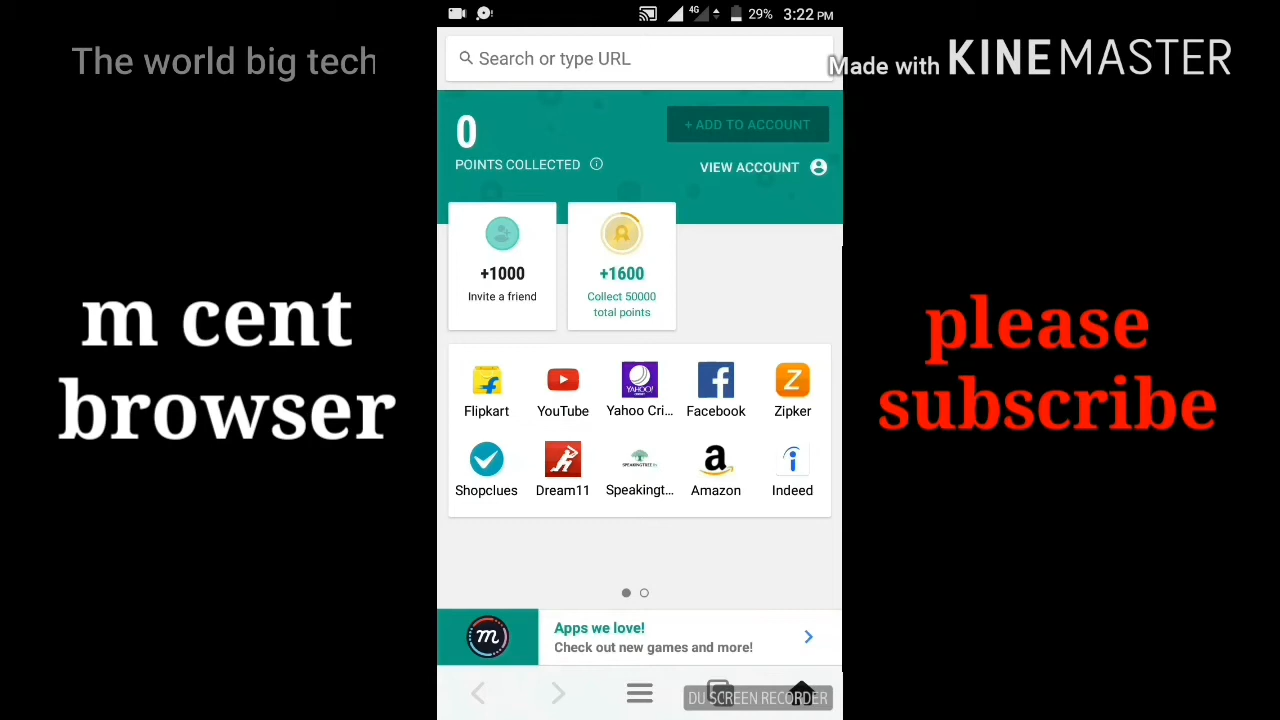 The world big tech
Made with KINEMASTER
4G 29% 3:22 PM
Search or type URL
0
+ ADD TO ACCOUNT
POINTS COLLECTED
VIEW ACCOUNT
+1000
Invite a friend
+1600
Collect 50000
total points
m cent
browser
please
subscribe
Flipkart YouTube Yahoo Cri... Facebook Zipker
YAHOO!
CRICKET
Shopclues Dream11 Speakingt... Amazon Indeed
SPEAKINGTREE
Apps we love!
Check out new games and more!
DU SCREEN RECORDER